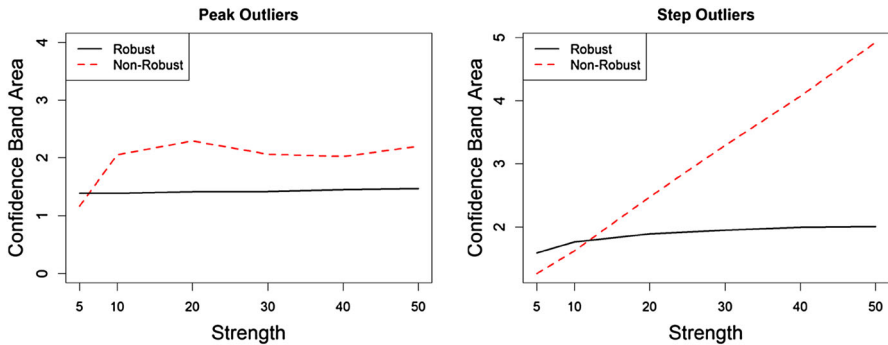 Peak Outliers
Confidence Band Area
4
3
2
1
0
Robust
Non-Robust
5 10 20 30 40 50
Strength
Step Outliers
Confidence Band Area
5
4
3
2
Robust
Non-Robust
5 10 20 30 40 50
Strength